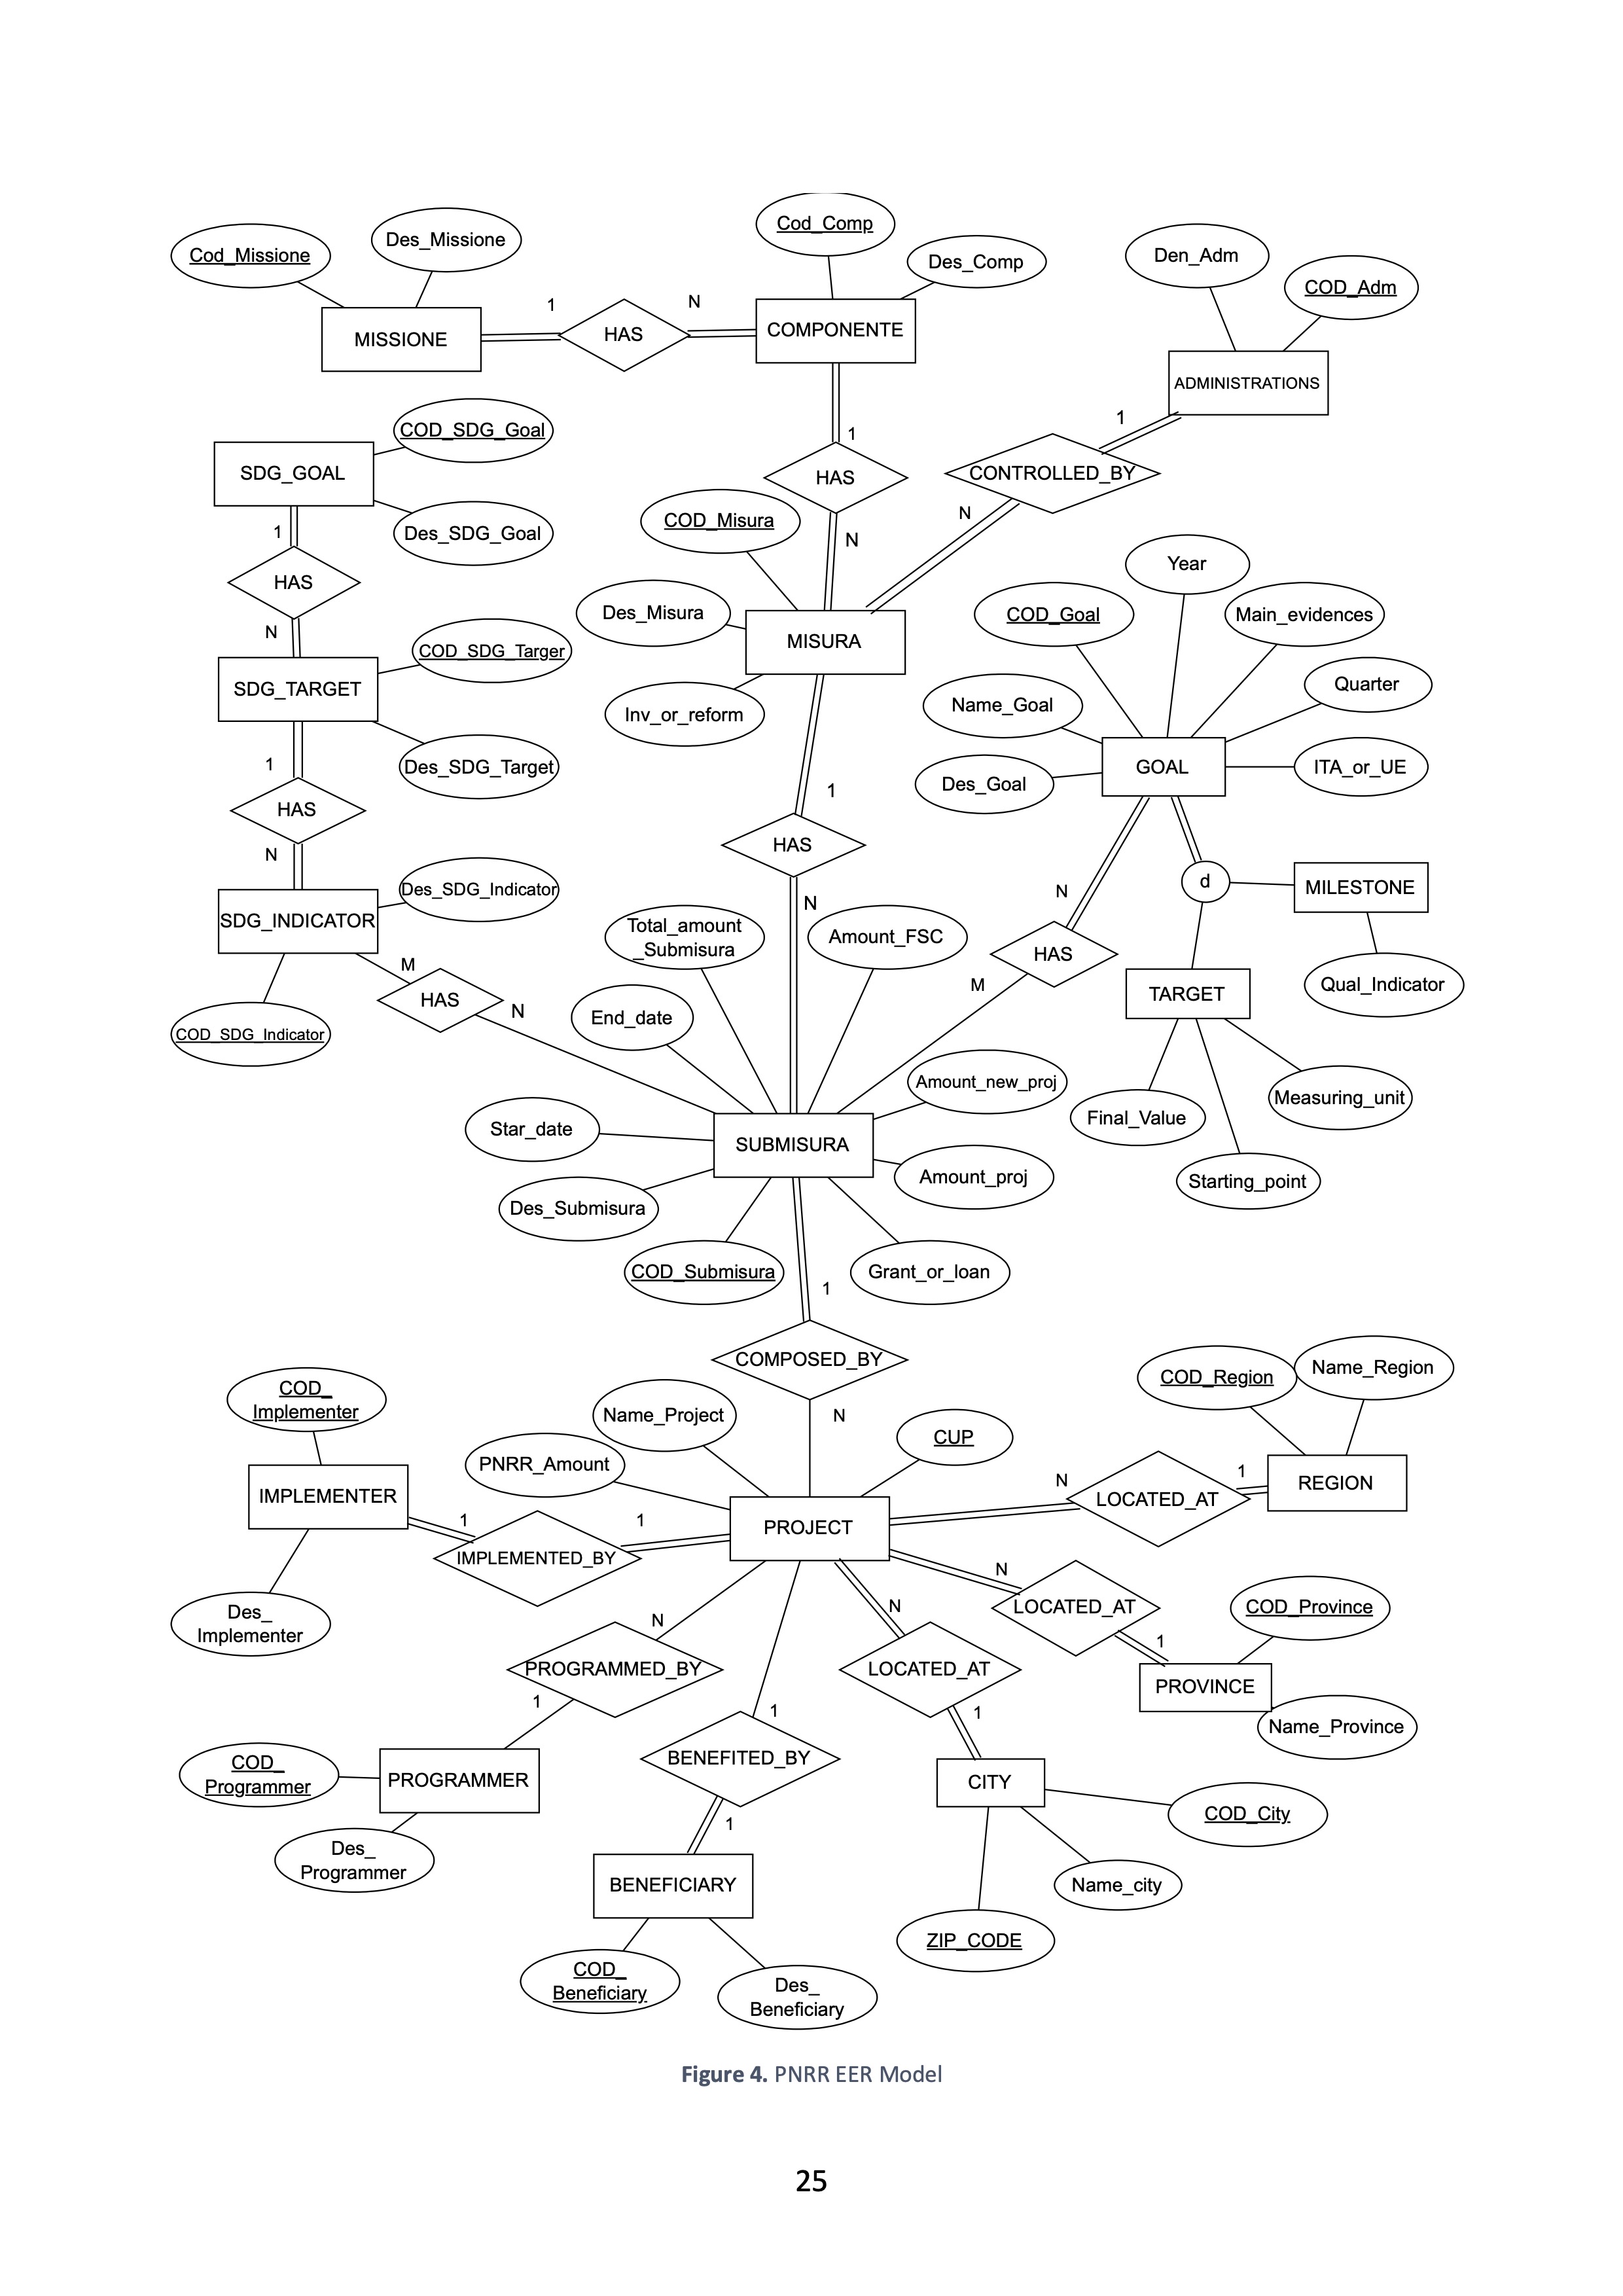 Cod_Comp
Des_Missione
Cod_Missione
Des_Comp
Den_Adm
COD_Adm
1
N
MISSIONE
HAS
COMPONENTE
ADMINISTRATIONS
1
COD_SDG_Goal
1
SDG_GOAL
HAS
CONTROLLED_BY
COD_Misura
N
1
Des_SDG_Goal
N
Year
HAS
COD_Goal
Main_evidences
Des_Misura
N
MISURA
COD_SDG_Targer
SDG_TARGET
Quarter
Name_Goal
Inv_or_reform
1
Des_SDG_Target
GOAL
ITA_or_UE
Des_Goal
1
HAS
HAS
N
Des_SDG_Indicator
d
MILESTONE
N
N
SDG_INDICATOR
Total_amount
_Submisura
Amount_FSC
HAS
M
M
Qual_Indicator
TARGET
HAS
N
End_date
COD_SDG_Indicator
Amount_new_proj
Measuring_unit
Final_Value
Star_date
SUBMISURA
Amount_proj
Starting_point
Des_Submisura
COD_Submisura
Grant_or_loan
1
COMPOSED_BY
Name_Region
COD_Region
COD_
Implementer
Name_Project
N
CUP
PNRR_Amount
N
1
REGION
IMPLEMENTER
LOCATED_AT
1
1
PROJECT
IMPLEMENTED_BY
N
N
LOCATED_AT
COD_Province
Des_
Implementer
N
1
PROGRAMMED_BY
LOCATED_AT
PROVINCE
1
1
1
Name_Province
BENEFITED_BY
COD_
Programmer
PROGRAMMER
CITY
COD_City
1
Des_
Programmer
BENEFICIARY
Name_city
ZIP_CODE
COD_
Beneficiary
Des_
Beneficiary
Figure 4. PNRR EER Model
25